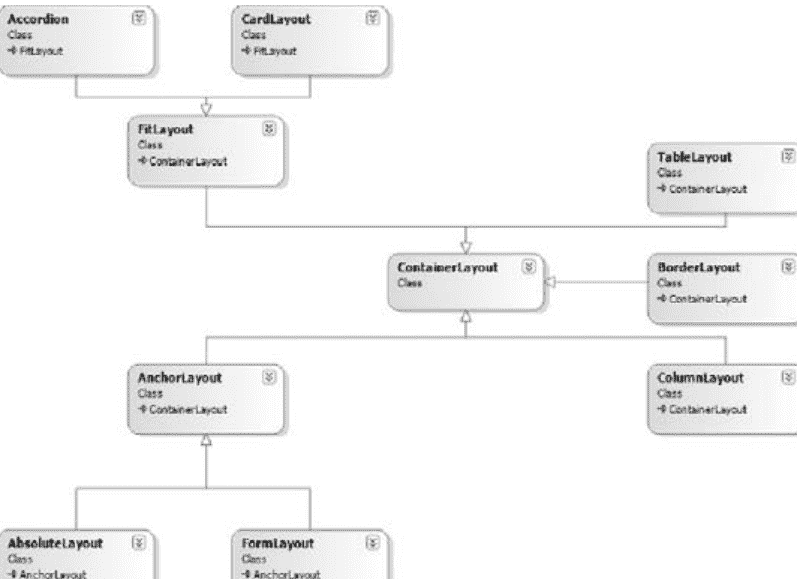 Accordion
Class
FitLayout
CardLayout
Class
FitLayout
FitLayout
Class
ContainerLayout
TableLayout
Class
ContainerLayout
ContainerLayout
Class
BorderLayout
Class
ContainerLayout
AnchorLayout
Class
ContainerLayout
ColumnLayout
Class
ContainerLayout
AbsoluteLayout
Class
AnchorLayout
FormLayout
Class
AnchorLayout